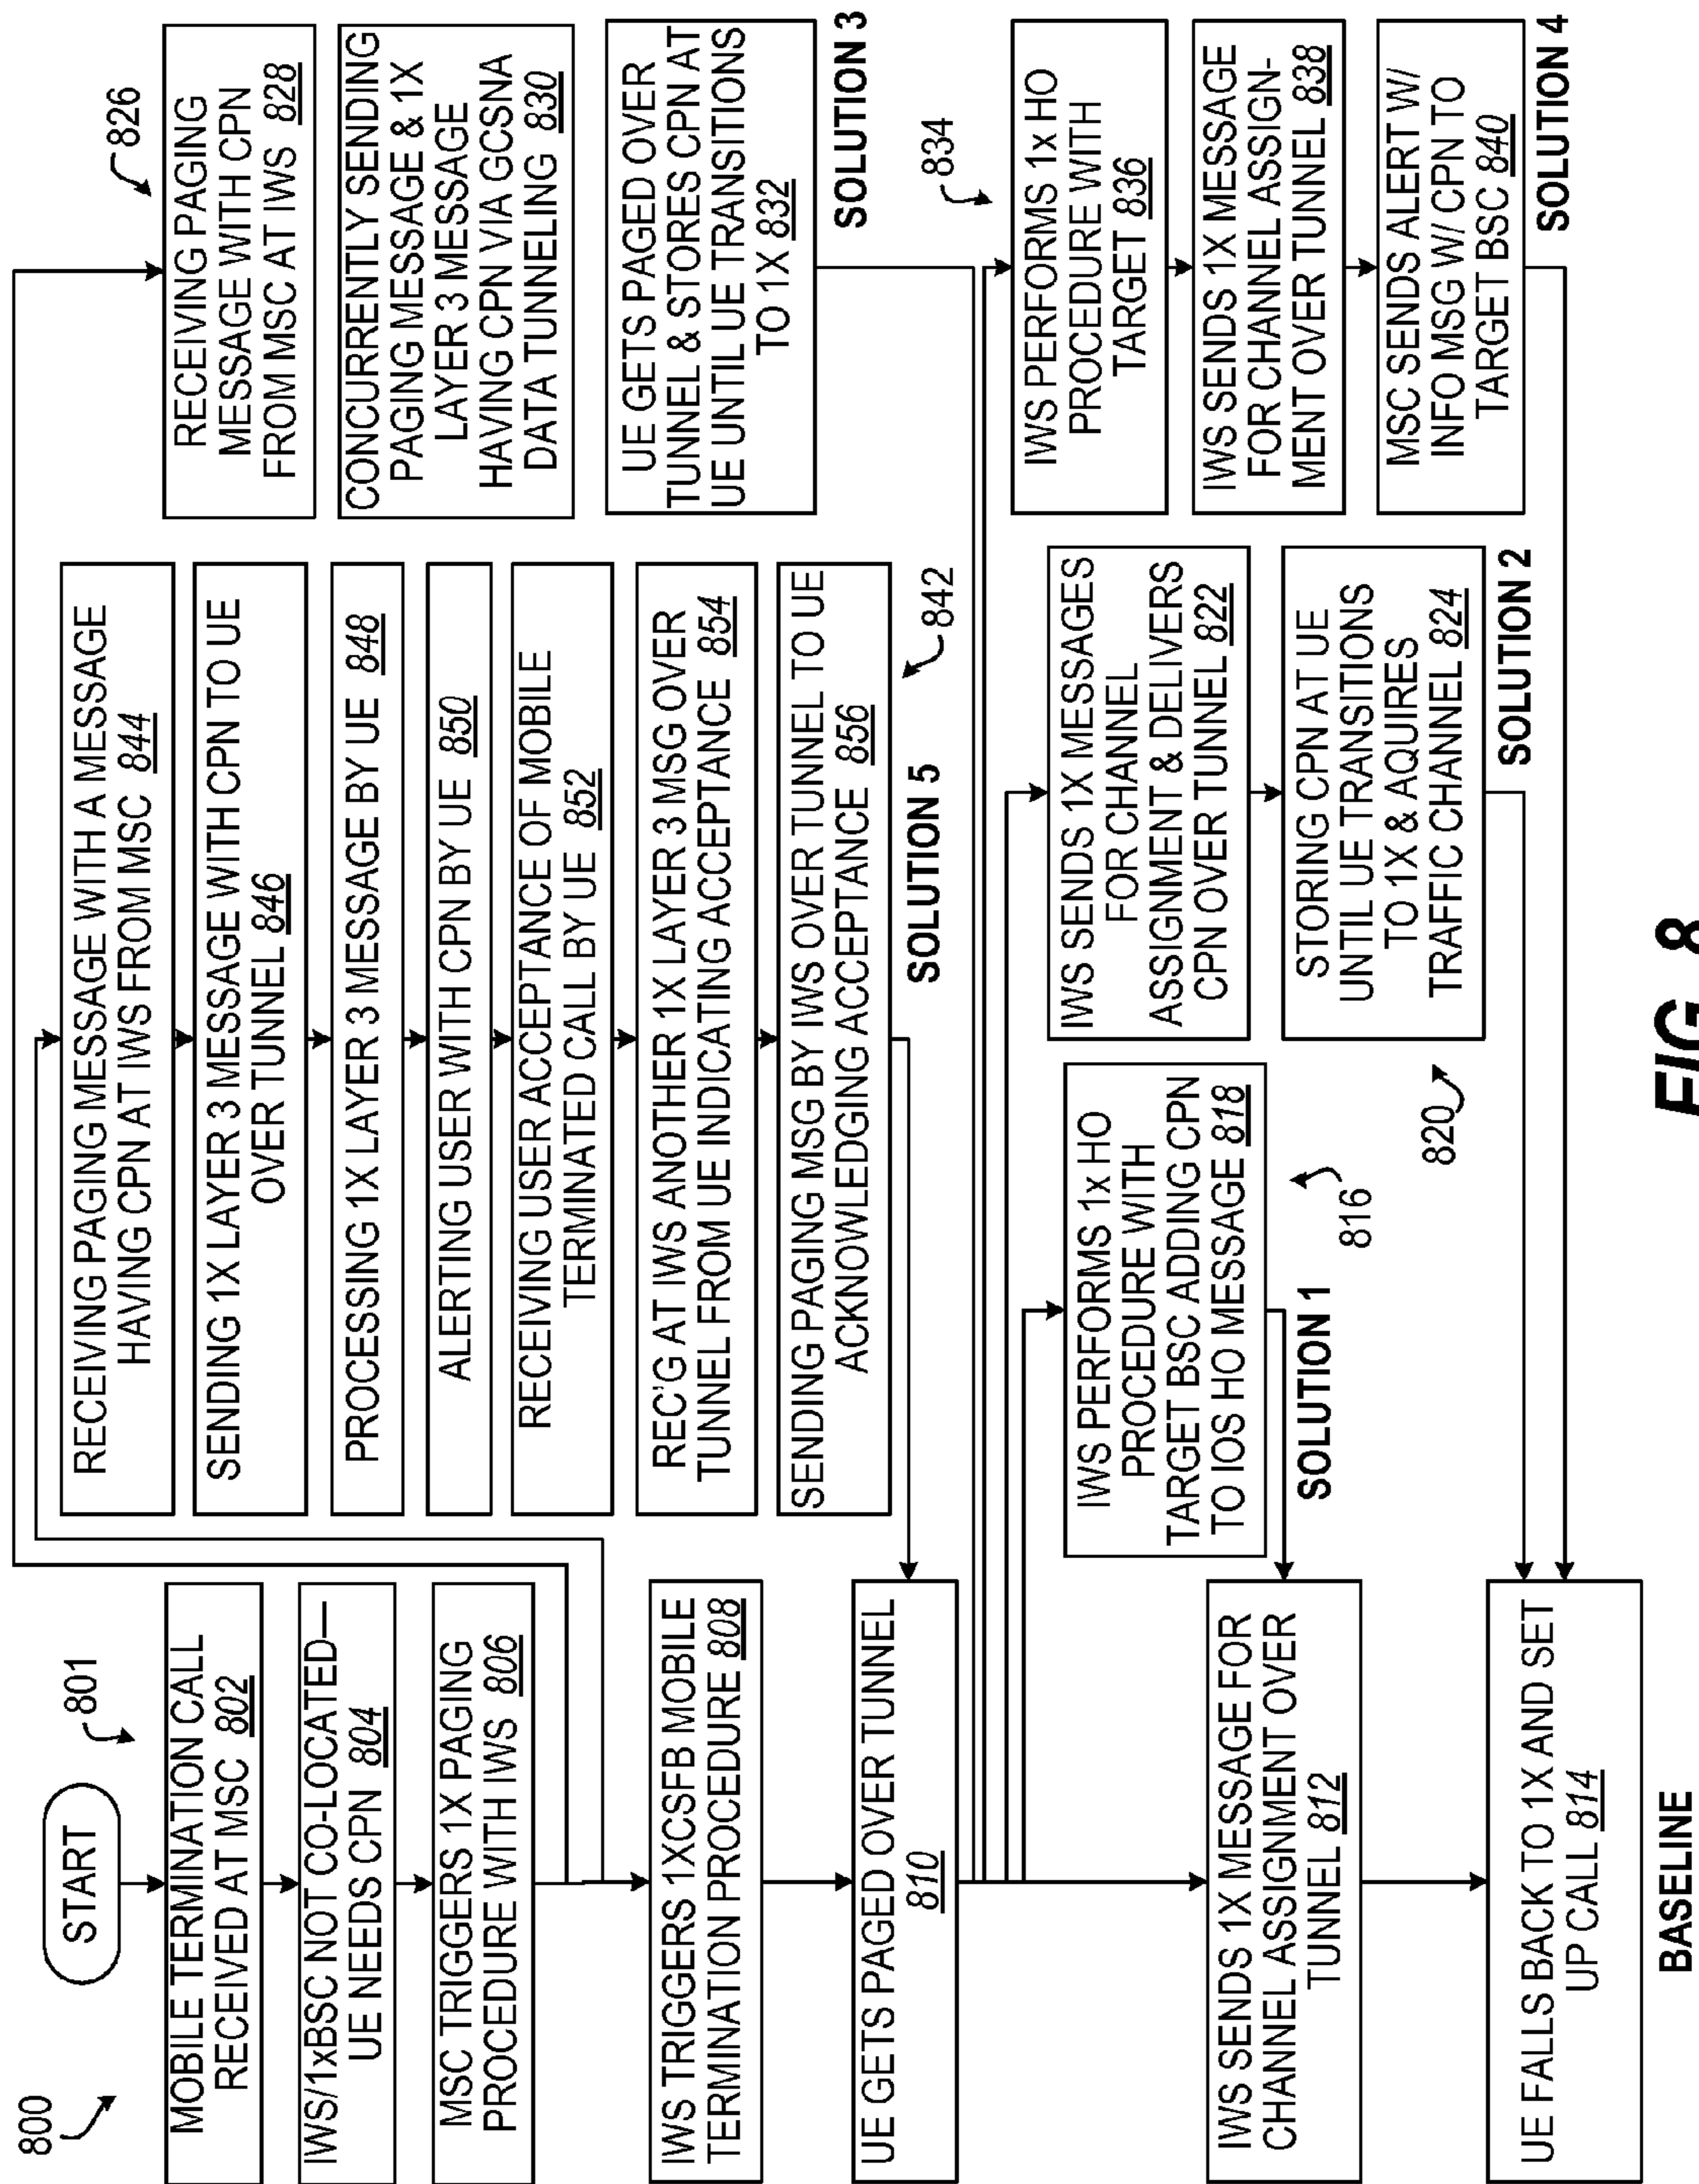 800
801
START
MOBILE TERMINATION CALL
RECEIVED AT MSC 802
IWS/1xBSC NOT CO-LOCATED—
UE NEEDS CPN 804
MSC TRIGGERS 1X PAGING
PROCEDURE WITH IWS 806
IWS TRIGGERS 1XCSFB MOBILE
TERMINATION PROCEDURE 808
UE GETS PAGED OVER TUNNEL
810
IWS SENDS 1X MESSAGE FOR
CHANNEL ASSIGNMENT OVER
TUNNEL 812
UE FALLS BACK TO 1X AND SET
UP CALL 814
BASELINE
RECEIVING PAGING MESSAGE WITH A MESSAGE
HAVING CPN AT IWS FROM MSC 844
SENDING 1X LAYER 3 MESSAGE WITH CPN TO UE
OVER TUNNEL 846
PROCESSING 1X LAYER 3 MESSAGE BY UE 848
ALERTING USER WITH CPN BY UE 850
RECEIVING USER ACCEPTANCE OF MOBILE
TERMINATED CALL BY UE 852
REC'G AT IWS ANOTHER 1X LAYER 3 MSG OVER
TUNNEL FROM UE INDICATING ACCEPTANCE 854
SENDING PAGING MSG BY IWS OVER TUNNEL TO UE
ACKNOWLEDGING ACCEPTANCE 856
842
SOLUTION 5
826
RECEIVING PAGING
MESSAGE WITH CPN
FROM MSC AT IWS 828
CONCURRENTLY SENDING
PAGING MESSAGE & 1X
LAYER 3 MESSAGE
HAVING CPN VIA GCSNA
DATA TUNNELING 830
UE GETS PAGED OVER
TUNNEL & STORES CPN AT
UE UNTIL UE TRANSITIONS
TO 1X 832
SOLUTION 3
IWS PERFORMS 1x HO
PROCEDURE WITH
TARGET BSC ADDING CPN
TO IOS HO MESSAGE 818
816
SOLUTION 1
IWS SENDS 1X MESSAGES
FOR CHANNEL
ASSIGNMENT & DELIVERS
CPN OVER TUNNEL 822
STORING CPN AT UE
UNTIL UE TRANSITIONS
TO 1X & AQUIRES
TRAFFIC CHANNEL 824
820
SOLUTION 2
834
IWS PERFORMS 1x HO
PROCEDURE WITH
TARGET 836
IWS SENDS 1X MESSAGE
FOR CHANNEL ASSIGN-
MENT OVER TUNNEL 838
MSC SENDS ALERT W/
INFO MSG W/ CPN TO
TARGET BSC 840
SOLUTION 4
FIG. 8